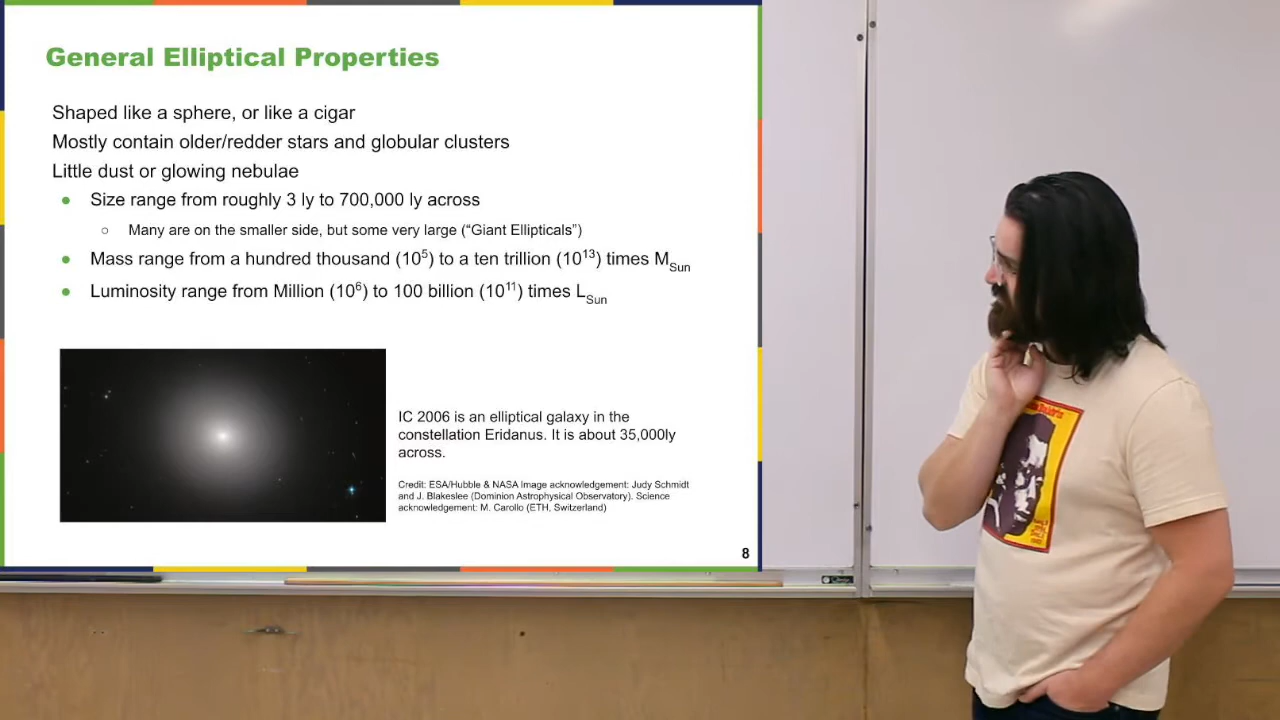 General Elliptical Properties
Shaped like a sphere, or like a cigar
Mostly contain older/redder stars and globular clusters
Little dust or glowing nebulae
● Size range from roughly 3 ly to 700,000 ly across
○ Many are on the smaller side, but some very large (“Giant Ellipticals”)
● Mass range from a hundred thousand (10⁵) to a ten trillion (10¹³) times M_Sun
● Luminosity range from Million (10⁶) to 100 billion (10¹¹) times L_Sun
IC 2006 is an elliptical galaxy in the
constellation Eridanus. It is about 35,000ly
across.
Credit: ESA/Hubble & NASA Image acknowledgement: Judy Schmidt
and J. Blakeslee (Dominion Astrophysical Observatory). Science
acknowledgement: M. Carollo (ETH, Switzerland)
8